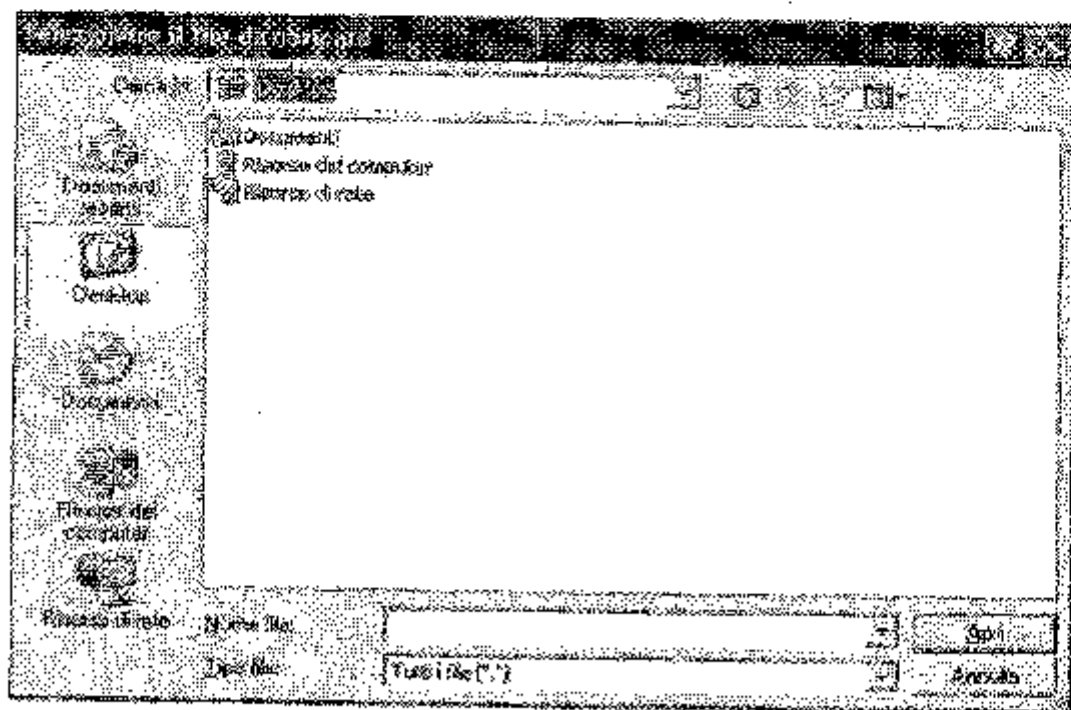 Cerca in: Desktop
Documenti
Risorse del computer
Risorse di rete
Documenti
recenti
Desktop
Documenti
Risorse del
computer
Risorse di rete
Nome file:
Apri
Tipo file: Tutti i file (*.*)
Annulla